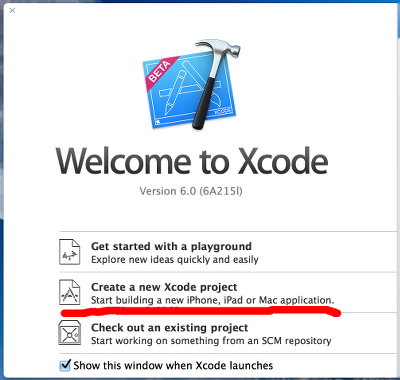 BETA
XCODE
Welcome to Xcode
Version 6.0 (6A215l)
Get started with a playground
Explore new ideas quickly and easily
Create a new Xcode project
Start building a new iPhone, iPad or Mac application.
Check out an existing project
Start working on something from an SCM repository
Show this window when Xcode launches